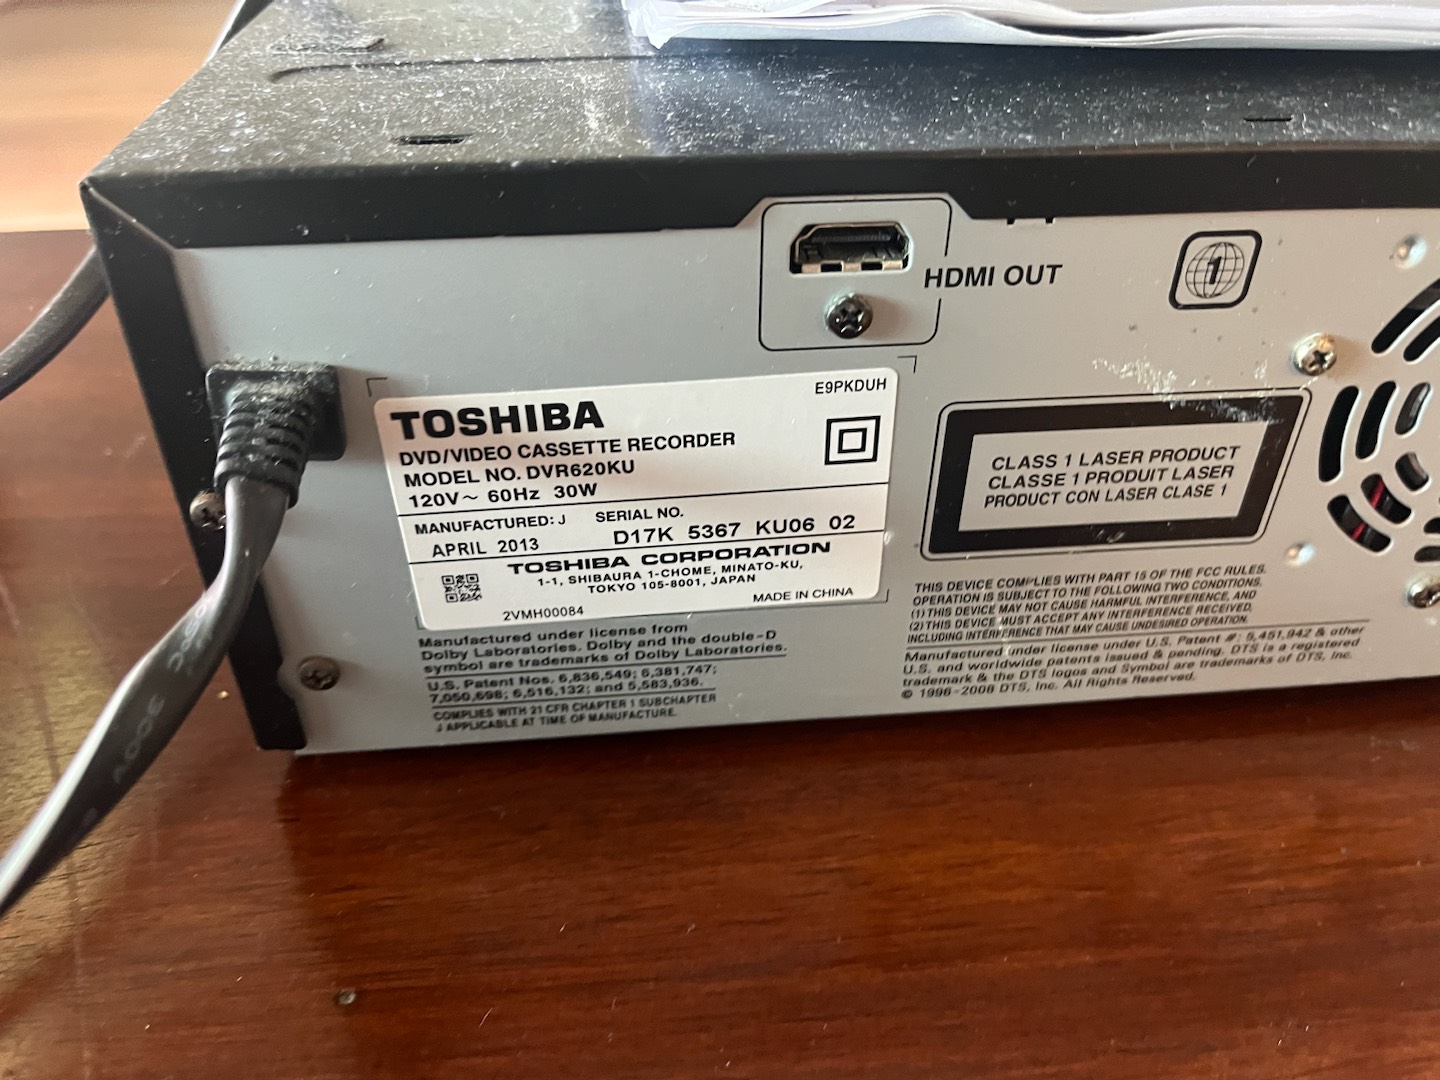 HDMI OUT
1
E9PKDUH
TOSHIBA
DVD/VIDEO CASSETTE RECORDER
MODEL NO. DVR620KU
120V~ 60Hz 30W
MANUFACTURED: J SERIAL NO.
APRIL 2013 D17K 5367 KU06 02
TOSHIBA CORPORATION
1-1, SHIBAURA 1-CHOME, MINATO-KU,
TOKYO 105-8001, JAPAN
2VMH00084 MADE IN CHINA
Manufactured under license from
Dolby Laboratories. Dolby and the double-D
symbol are trademarks of Dolby Laboratories.
U.S. Patent Nos. 6,836,549; 6,381,747;
7,050,698; 6,516,132; and 5,583,936.
COMPLIES WITH 21 CFR CHAPTER 1 SUBCHAPTER
J APPLICABLE AT TIME OF MANUFACTURE.
CLASS 1 LASER PRODUCT
CLASSE 1 PRODUIT LASER
PRODUCT CON LASER CLASE 1
THIS DEVICE COMPLIES WITH PART 15 OF THE FCC RULES.
OPERATION IS SUBJECT TO THE FOLLOWING TWO CONDITIONS.
(1) THIS DEVICE MAY NOT CAUSE HARMFUL INTERFERENCE, AND
(2) THIS DEVICE MUST ACCEPT ANY INTERFERENCE RECEIVED,
INCLUDING INTERFERENCE THAT MAY CAUSE UNDESIRED OPERATION.
Manufactured under license under U.S. Patent #: 5,451,942 & other
U.S. and worldwide patents issued & pending. DTS is a registered
trademark & the DTS logos and Symbol are trademarks of DTS, Inc.
© 1996-2008 DTS, Inc. All Rights Reserved.
300V